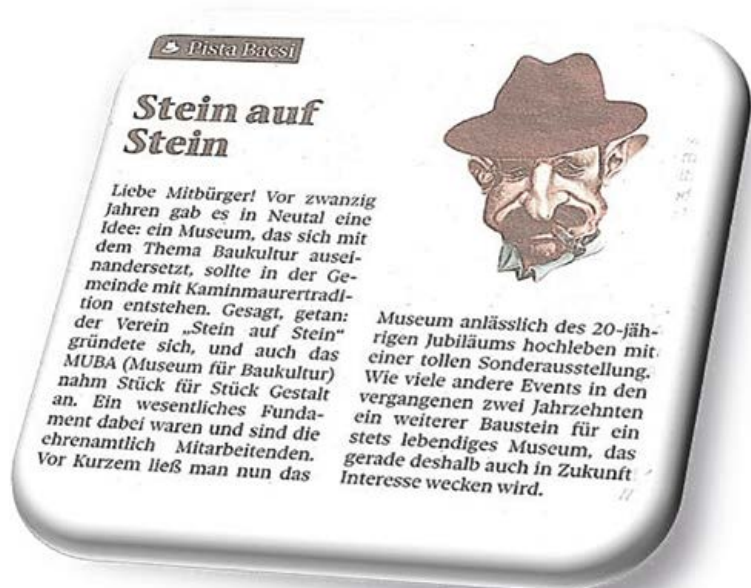 Pista Bacsi
Stein auf
Stein
Liebe Mitbürger! Vor zwanzig
Jahren gab es in Neutal eine
Idee: ein Museum, das sich mit
dem Thema Baukultur ausei-
nandersetzt, sollte in der Ge-
meinde mit Kaminmaurertradi-
tion entstehen. Gesagt, getan:
der Verein „Stein auf Stein“
gründete sich, und auch das
MUBA (Museum für Baukultur)
nahm Stück für Stück Gestalt
an. Ein wesentliches Funda-
ment dabei waren und sind die
ehrenamtlich Mitarbeitenden.
Vor Kurzem ließ man nun das
Museum anlässlich des 20-jäh-
rigen Jubiläums hochleben mit
einer tollen Sonderausstellung.
Wie viele andere Events in den
vergangenen zwei Jahrzehnten
ein weiterer Baustein für ein
stets lebendiges Museum, das
gerade deshalb auch in Zukunft
Interesse wecken wird.